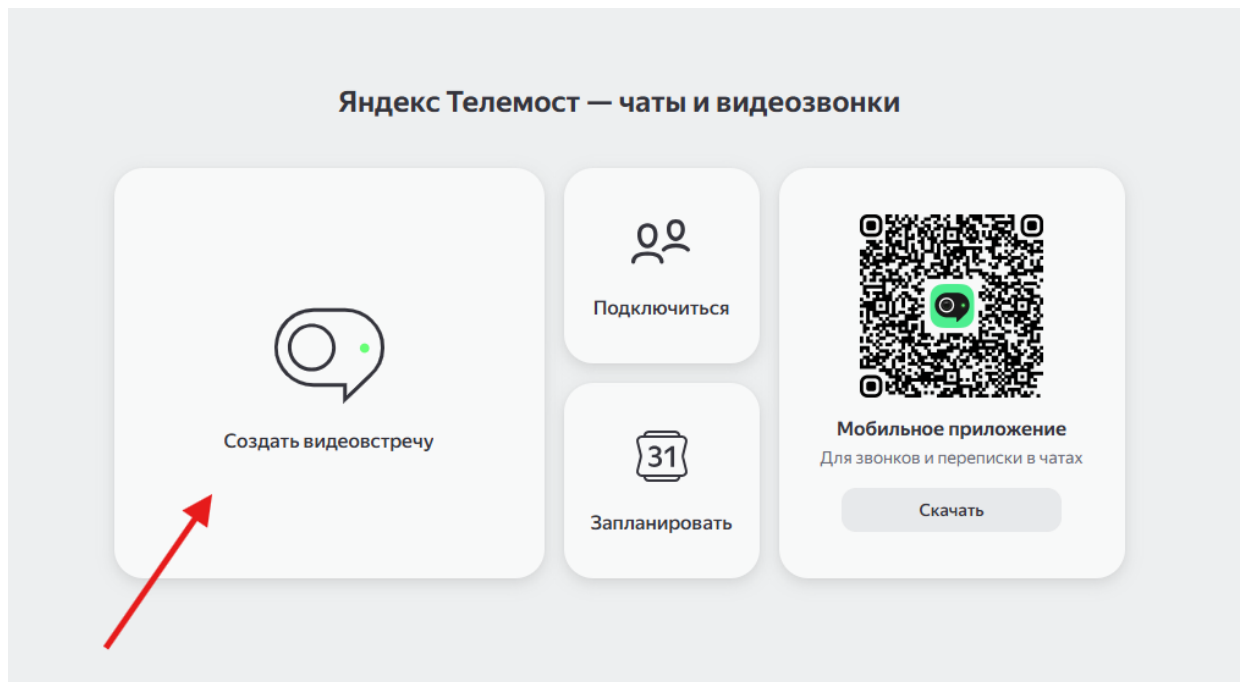 Яндекс Телемост — чаты и видеозвонки
Создать видеовстречу
Подключиться
31
Запланировать
Мобильное приложение
Для звонков и переписки в чатах
Скачать